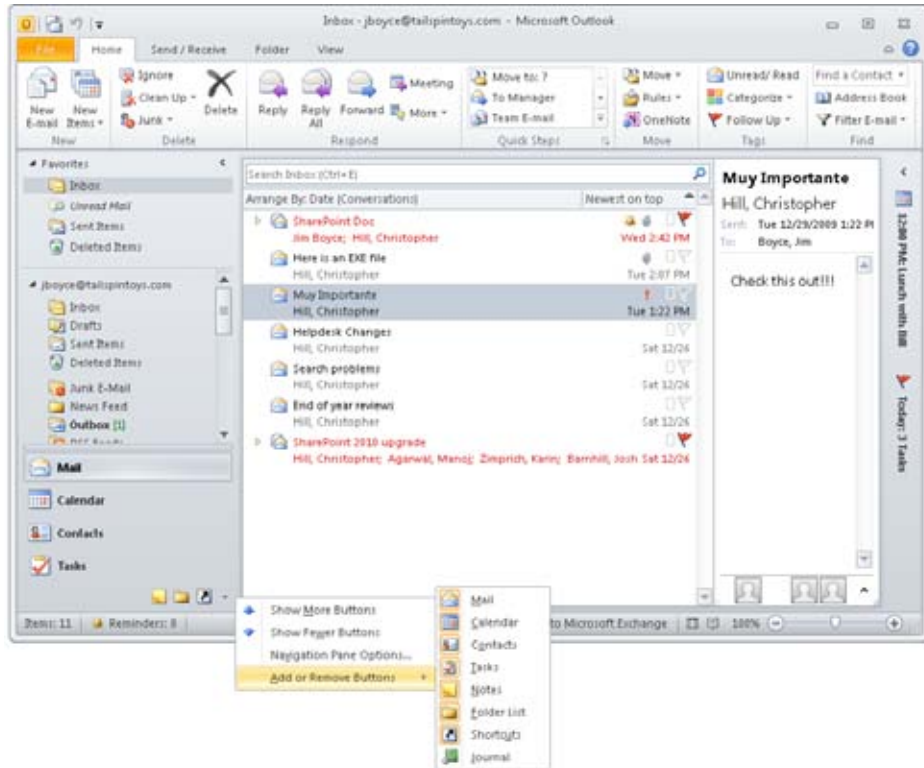 Inbox - jboyce@tailspintoys.com - Microsoft Outlook
File Home Send / Receive Folder View
New E-mail
New Items
Ignore
Clean Up
Junk
Delete
Reply
Reply All
Forward
Meeting
More
Move to: ?
To Manager
Team E-mail
Move
Rules
OneNote
Unread/ Read
Categorize
Follow Up
Find a Contact
Address Book
Filter E-mail
New Delete Respond Quick Steps Move Tags Find
Favorites
Inbox
Unread Mail
Sent Items
Deleted Items
jboyce@tailspintoys.com
Inbox
Drafts
Sent Items
Deleted Items
Junk E-Mail
News Feed
Outbox [1]
Mail
Calendar
Contacts
Tasks
Search Inbox (Ctrl+E)
Arrange By: Date (Conversations) Newest on top
SharePoint Doc
Jim Boyce; Hill, Christopher Wed 2:42 PM
Here is an EXE file
Hill, Christopher Tue 2:07 PM
Muy Importante
Hill, Christopher Tue 1:22 PM
Helpdesk Changes
Hill, Christopher Sat 12/26
Search problems
Hill, Christopher Sat 12/26
End of year reviews
Hill, Christopher Sat 12/26
SharePoint 2010 upgrade
Hill, Christopher; Agarwal, Manoj; Zimprich, Karin; Barnhill, Josh Sat 12/26
Muy Importante
Hill, Christopher
Sent: Tue 12/29/2009 1:22 PM
To: Boyce, Jim
Check this out!!!
12:00 PM: Lunch with Bill
Today: 3 Tasks
Items: 11 Reminders: 8
to Microsoft Exchange 100%
Show More Buttons
Show Fewer Buttons
Navigation Pane Options...
Add or Remove Buttons
Mail
Calendar
Contacts
Tasks
Notes
Folder List
Shortcuts
Journal